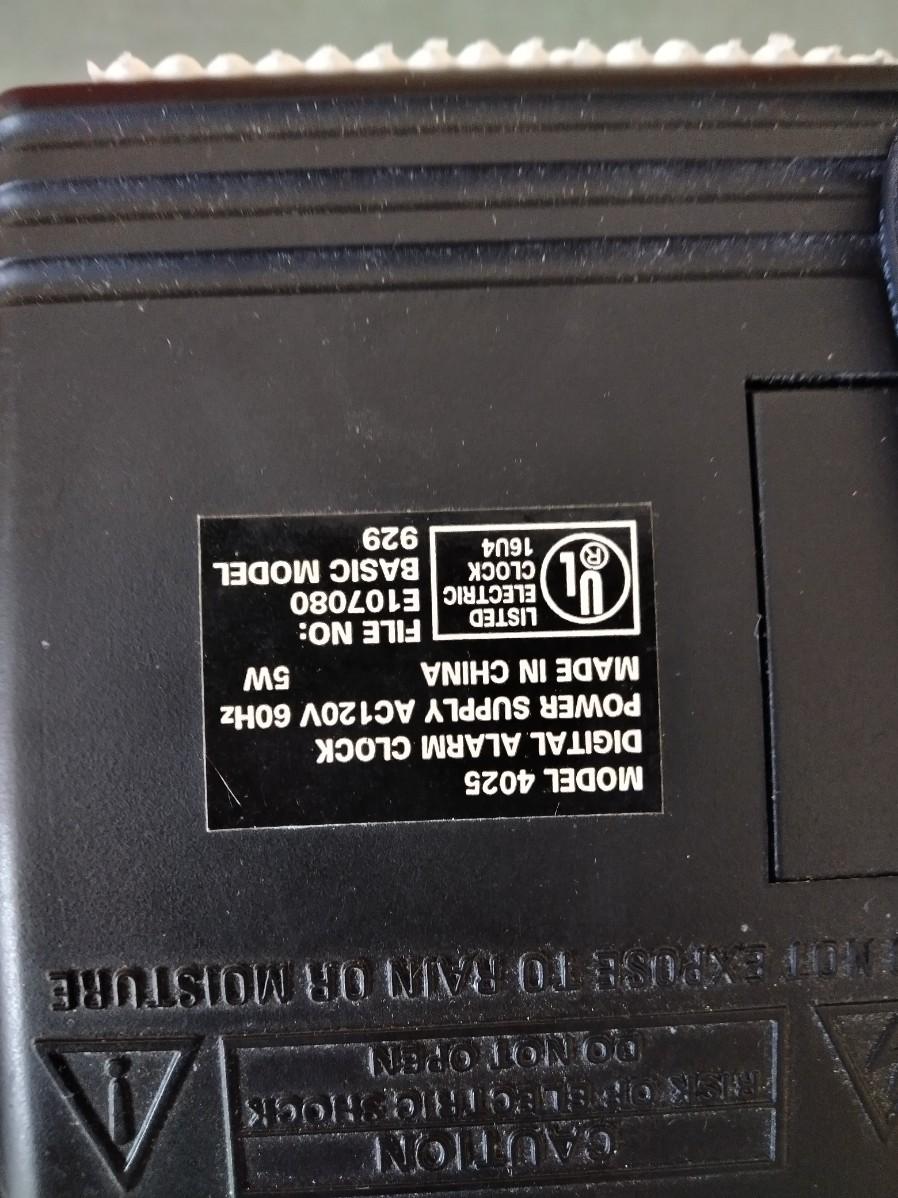 MODEL 4025
DIGITAL ALARM CLOCK
POWER SUPPLY AC120V 60Hz
MADE IN CHINA 5W
UL ®
LISTED
ELECTRIC
CLOCK
16U4
FILE NO:
E107080
BASIC MODEL
929
CAUTION
RISK OF ELECTRIC SHOCK
DO NOT OPEN
NOT EXPOSE TO RAIN OR MOISTURE